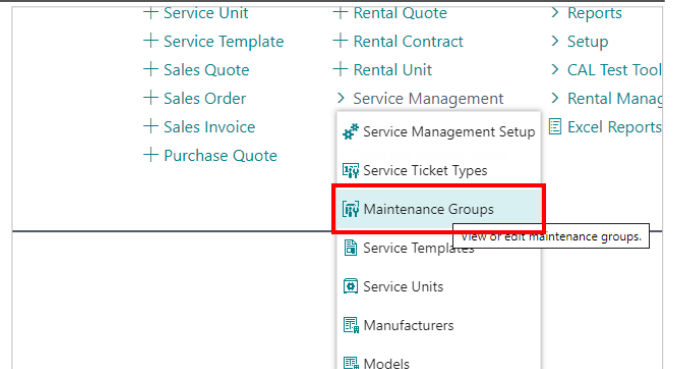 + Service Unit
+ Service Template
+ Sales Quote
+ Sales Order
+ Sales Invoice
+ Purchase Quote
+ Rental Quote
+ Rental Contract
+ Rental Unit
> Service Management
Service Management Setup
Service Ticket Types
Maintenance Groups
View or edit maintenance groups.
Service Templates
Service Units
Manufacturers
Models
> Reports
> Setup
> CAL Test Tool
> Rental Manag
Excel Reports